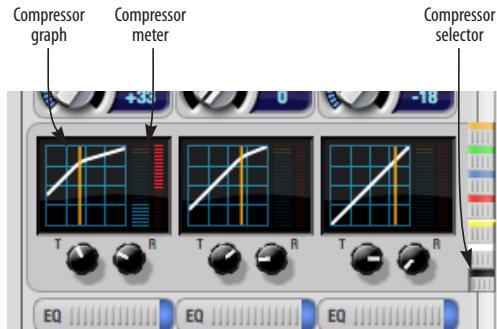 Compressor graph
Compressor meter
Compressor selector
+33
0
-18
T R
T R
T R
EQ
EQ
EQ